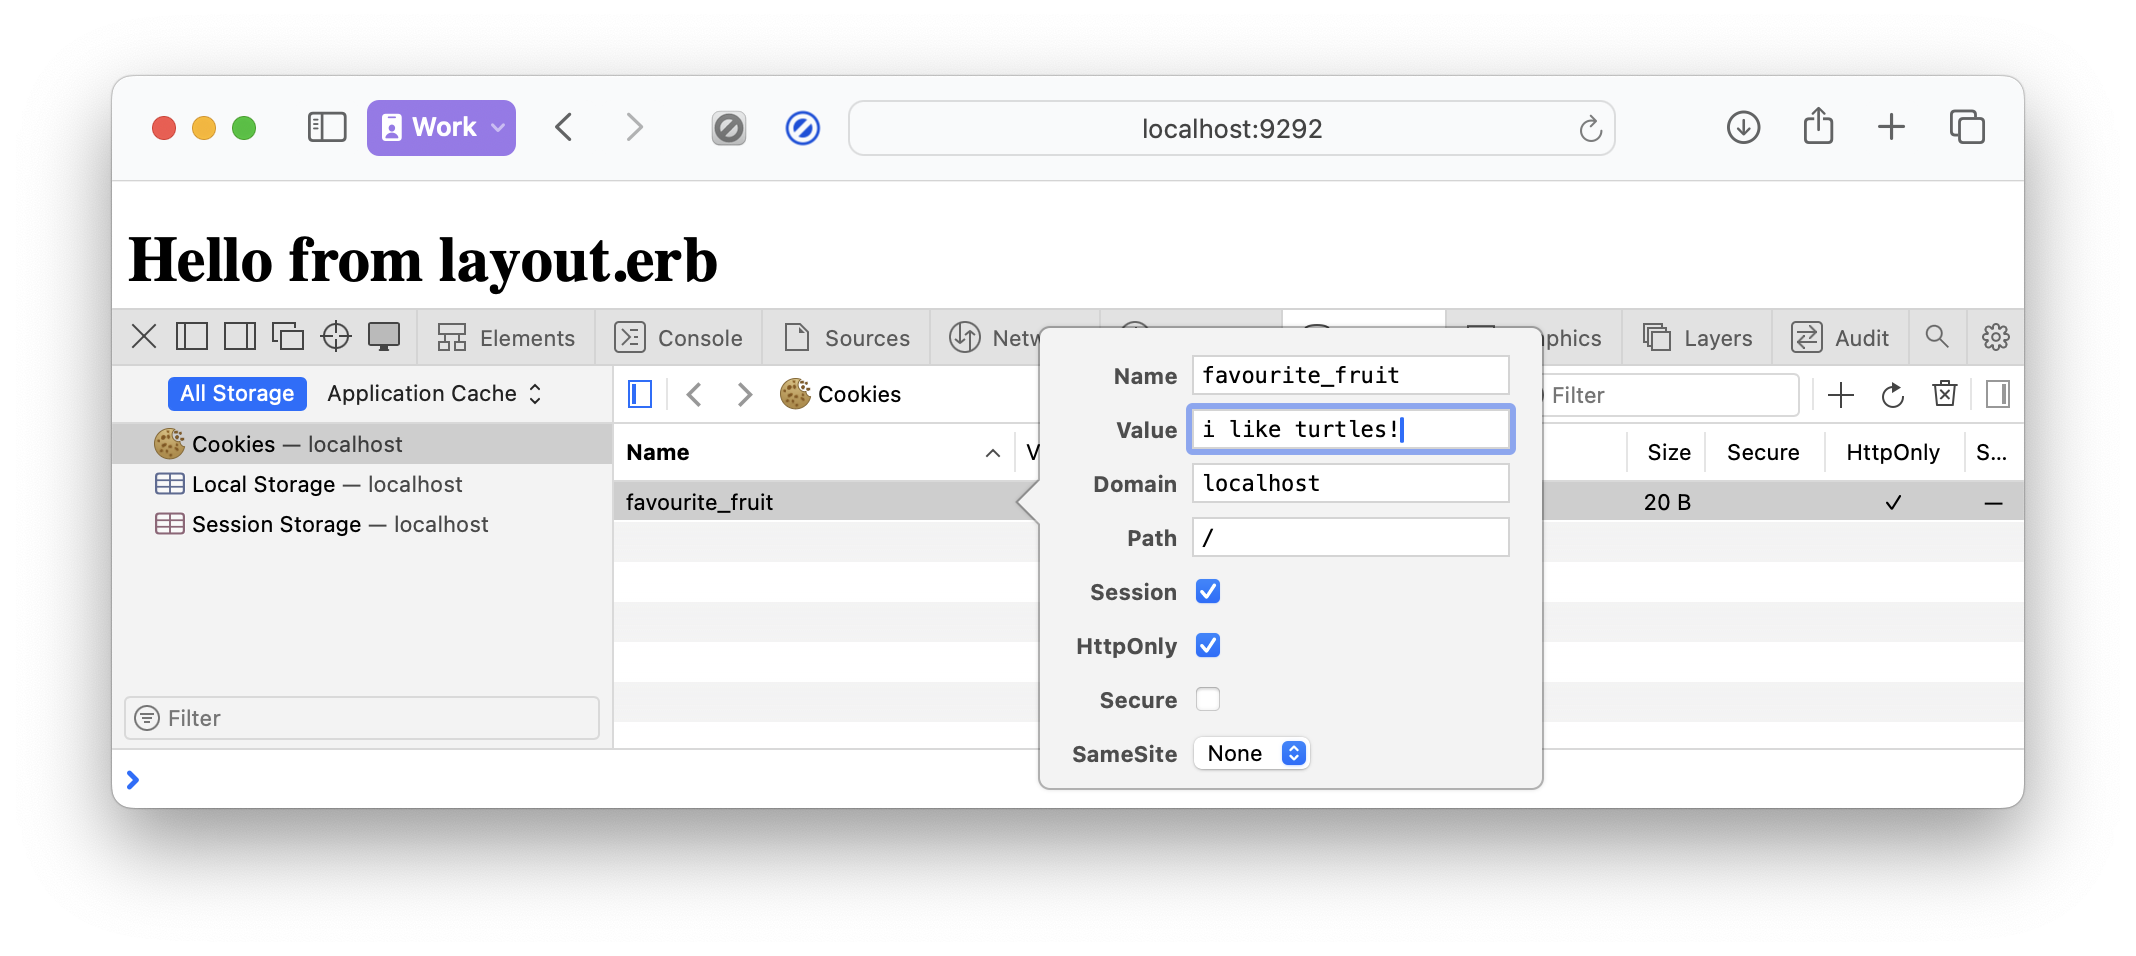 Work
localhost:9292
Hello from layout.erb
Elements
Console
Sources
Netw
phics
Layers
Audit
All Storage
Application Cache
Cookies
Filter
Cookies — localhost
Local Storage — localhost
Session Storage — localhost
Filter
Name
V
Size
Secure
HttpOnly
S...
favourite_fruit
20 B
—
Name favourite_fruit
Value i like turtles!
Domain localhost
Path /
Session
HttpOnly
Secure
SameSite None